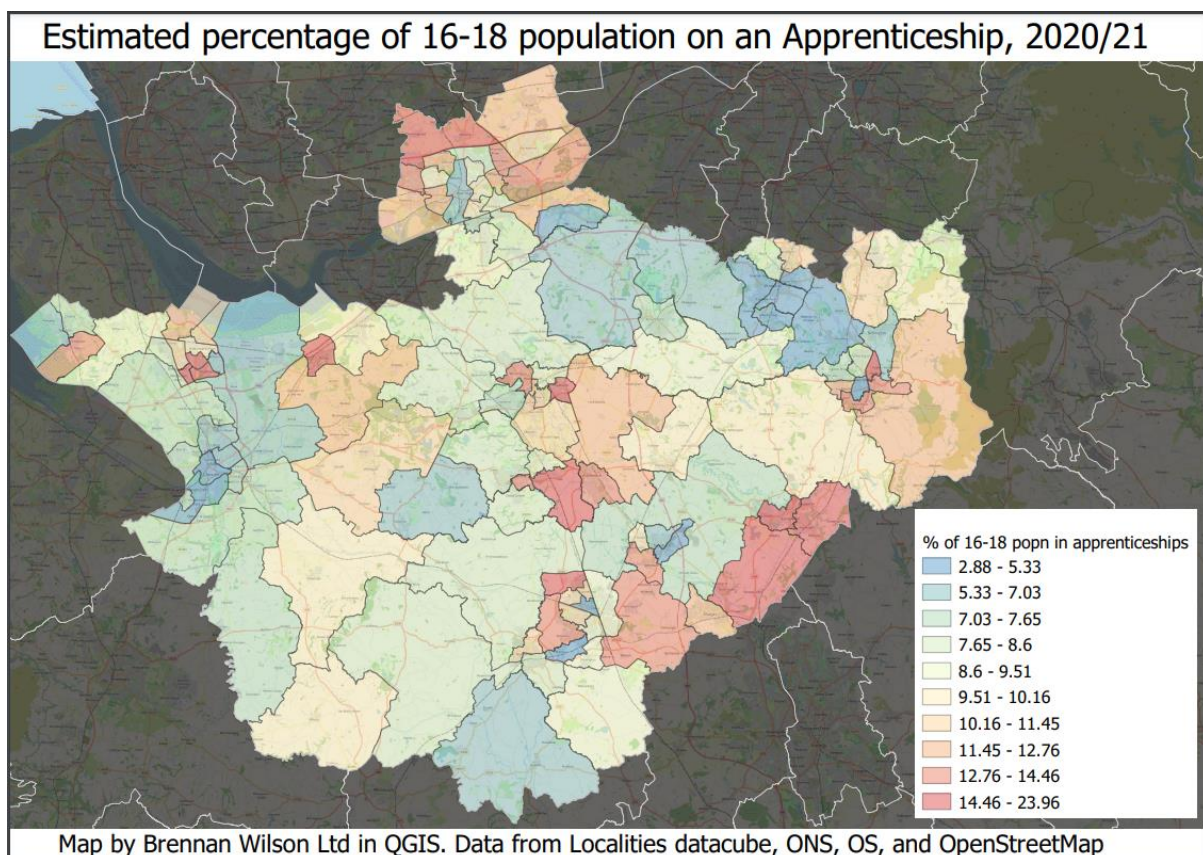 Estimated percentage of 16-18 population on an Apprenticeship, 2020/21
% of 16-18 popn in apprenticeships
2.88 - 5.33
5.33 - 7.03
7.03 - 7.65
7.65 - 8.6
8.6 - 9.51
9.51 - 10.16
10.16 - 11.45
11.45 - 12.76
12.76 - 14.46
14.46 - 23.96
Map by Brennan Wilson Ltd in QGIS. Data from Localities datacube, ONS, OS, and OpenStreetMap